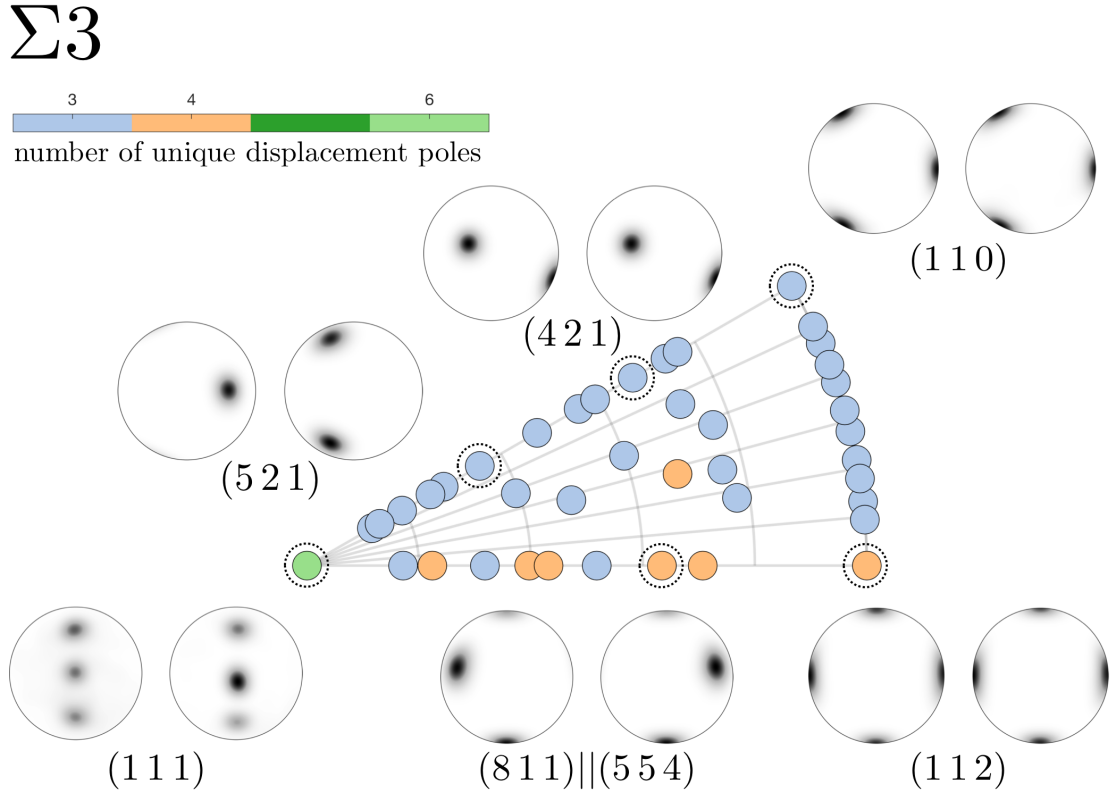 Σ3
3 4 6
number of unique displacement poles
(1 1 0)
(4 2 1)
(5 2 1)
(1 1 1)
(8 1 1)||(5 5 4)
(1 1 2)